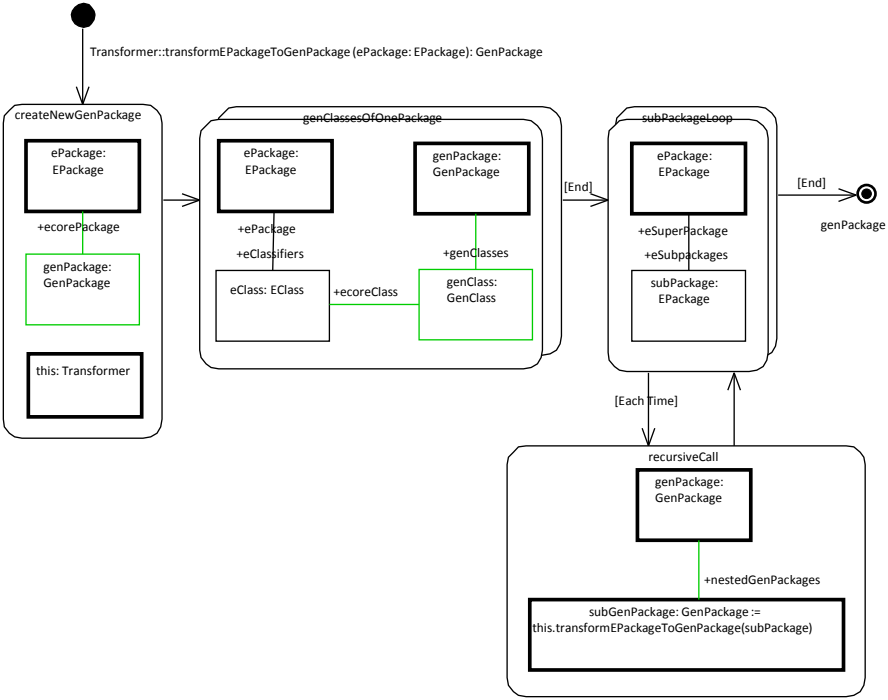 Transformer::transformEPackageToGenPackage (ePackage: EPackage): GenPackage
createNewGenPackage
ePackage:
EPackage
+ecorePackage
genPackage:
GenPackage
this: Transformer
genClassesOfOnePackage
ePackage:
EPackage
genPackage:
GenPackage
+ePackage
+eClassifiers
+genClasses
eClass: EClass
+ecoreClass
genClass:
GenClass
[End]
subPackageLoop
ePackage:
EPackage
+eSuperPackage
+eSubpackages
subPackage:
EPackage
[End]
genPackage
[Each Time]
recursiveCall
genPackage:
GenPackage
+nestedGenPackages
subGenPackage: GenPackage :=
this.transformEPackageToGenPackage(subPackage)